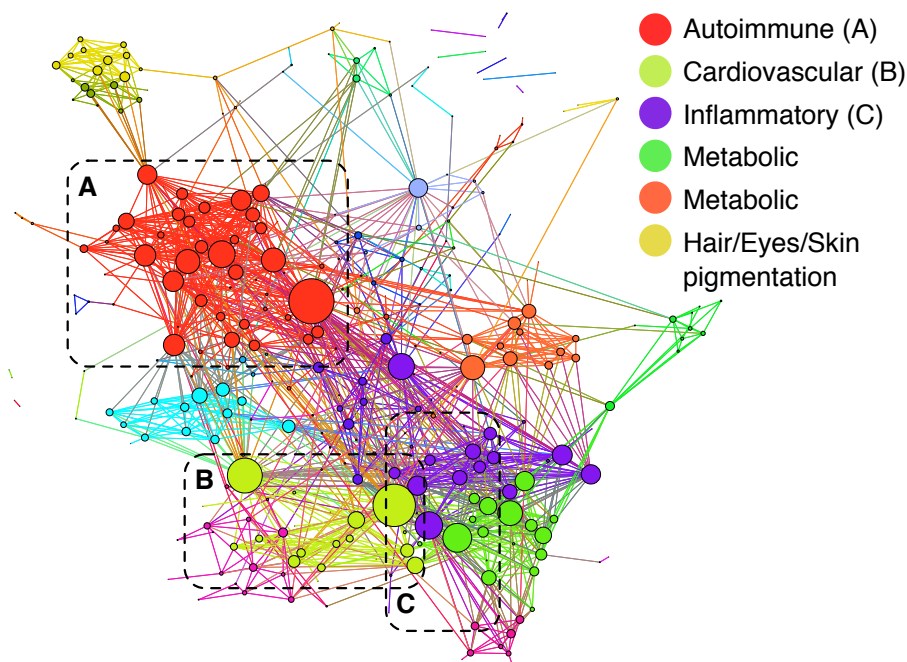 Autoimmune (A)
Cardiovascular (B)
Inflammatory (C)
Metabolic
Metabolic
Hair/Eyes/Skin
pigmentation
A
B
C